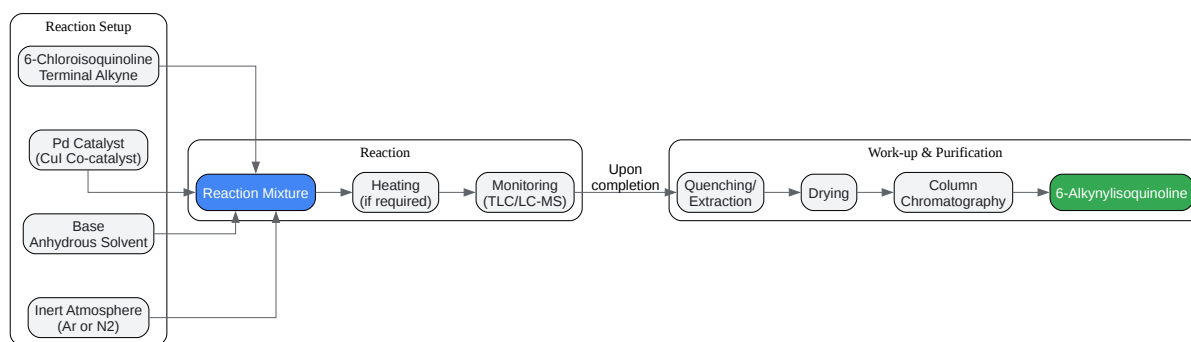 Reaction Setup
6-Chloroisoquinoline
Terminal Alkyne
Pd Catalyst
(CuI Co-catalyst)
Base
Anhydrous Solvent
Inert Atmosphere
(Ar or N2)
Reaction
Reaction Mixture
Heating
(if required)
Monitoring
(TLC/LC-MS)
Upon
completion
Work-up & Purification
Quenching/
Extraction
Drying
Column
Chromatography
6-Alkynylisoquinoline